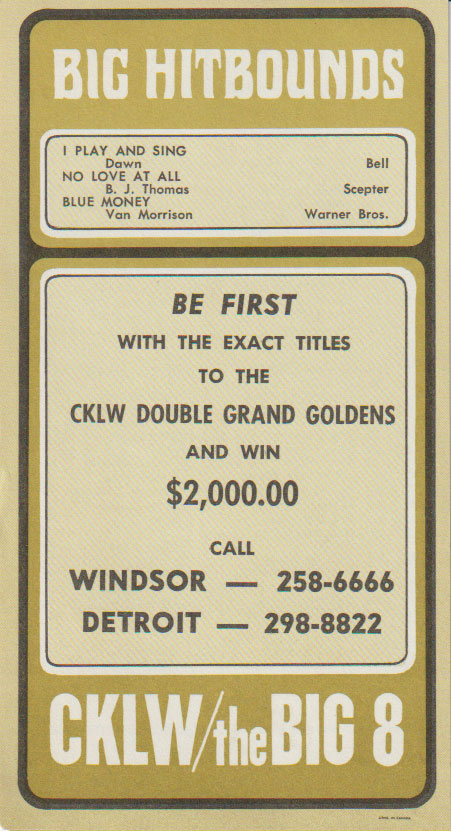 BIG HITBOUNDS
I PLAY AND SING
Dawn Bell
NO LOVE AT ALL
B. J. Thomas Scepter
BLUE MONEY
Van Morrison Warner Bros.
BE FIRST
WITH THE EXACT TITLES
TO THE
CKLW DOUBLE GRAND GOLDENS
AND WIN
$2,000.00
CALL
WINDSOR — 258-6666
DETROIT — 298-8822
CKLW/the BIG 8